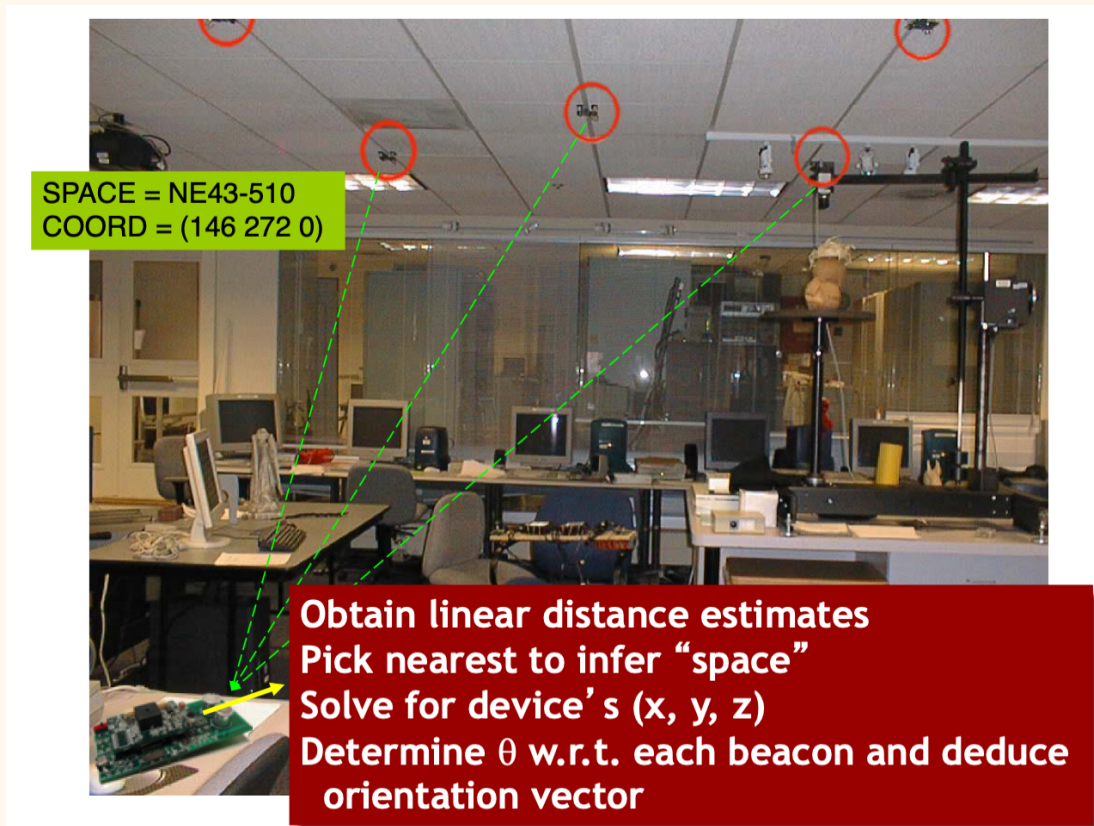 SPACE = NE43-510
COORD = (146 272 0)
Obtain linear distance estimates
Pick nearest to infer “space”
Solve for device’s (x, y, z)
Determine θ w.r.t. each beacon and deduce
orientation vector